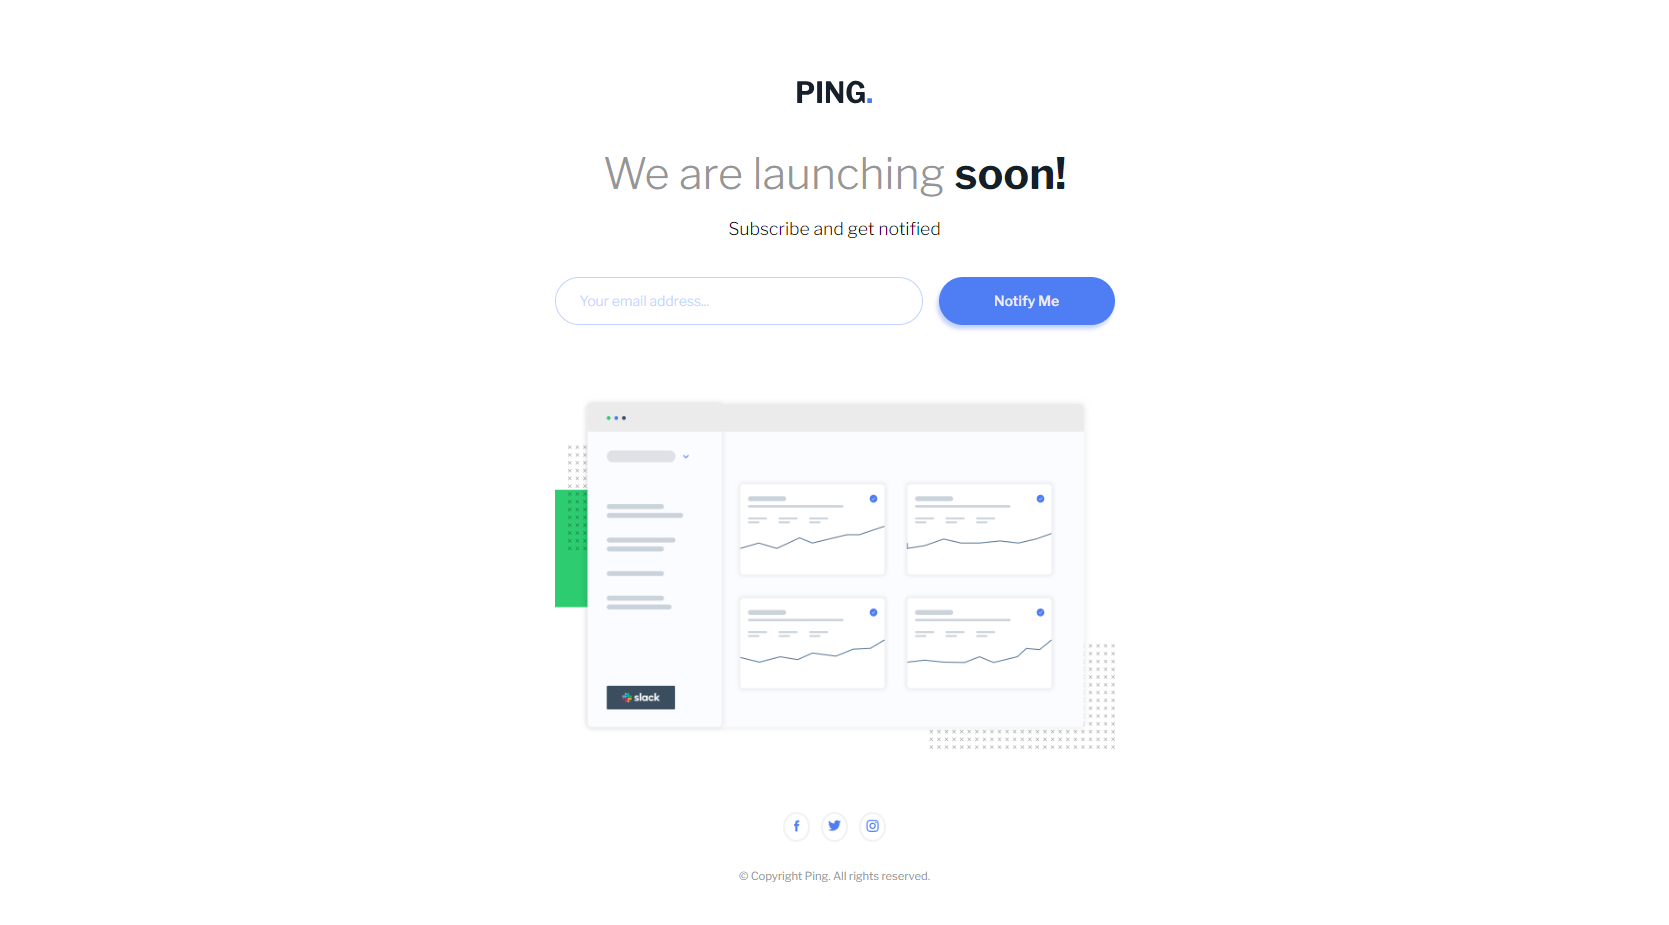 PING.
We are launching soon!
Subscribe and get notified
Your email address...
Notify Me
slack
© Copyright Ping. All rights reserved.